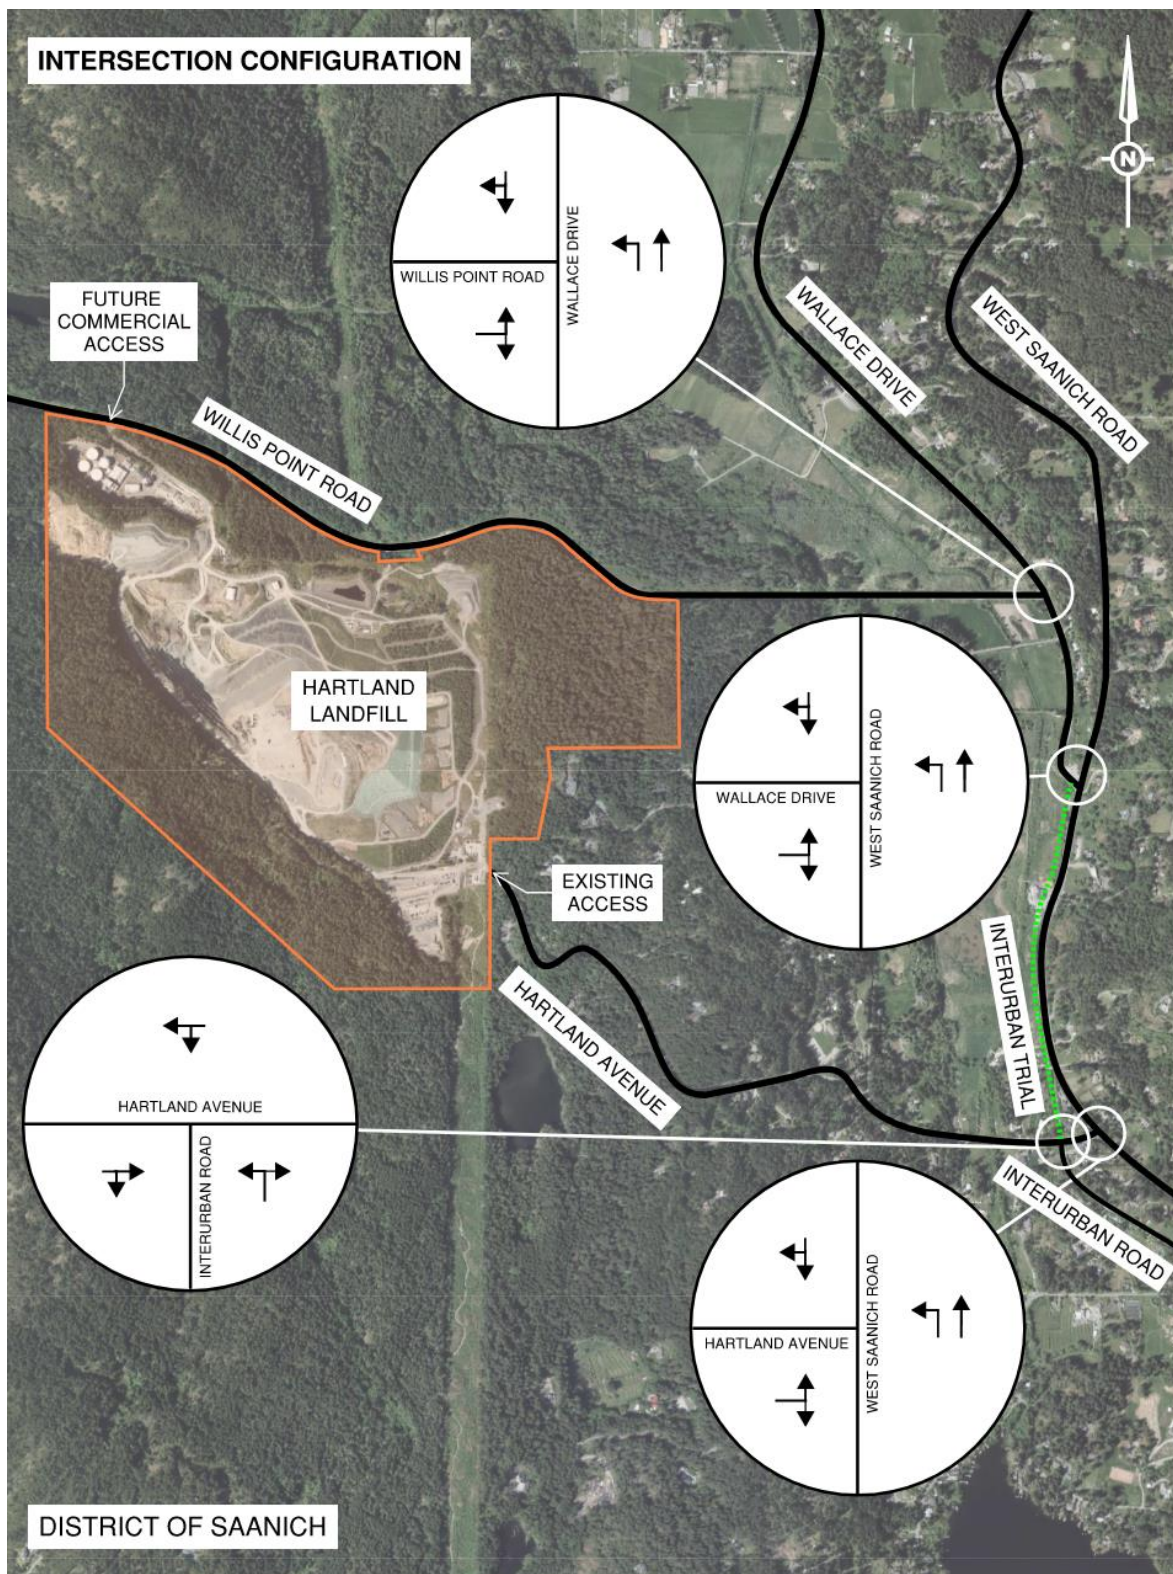 INTERSECTION CONFIGURATION
N
WALLACE DRIVE
WILLIS POINT ROAD
FUTURE
COMMERCIAL
ACCESS
WALLACE DRIVE
WEST SAANICH ROAD
WILLIS POINT ROAD
HARTLAND
LANDFILL
WEST SAANICH ROAD
WALLACE DRIVE
EXISTING
ACCESS
INTERURBAN TRIAL
HARTLAND AVENUE
HARTLAND AVENUE
INTERURBAN ROAD
INTERURBAN ROAD
WEST SAANICH ROAD
HARTLAND AVENUE
DISTRICT OF SAANICH